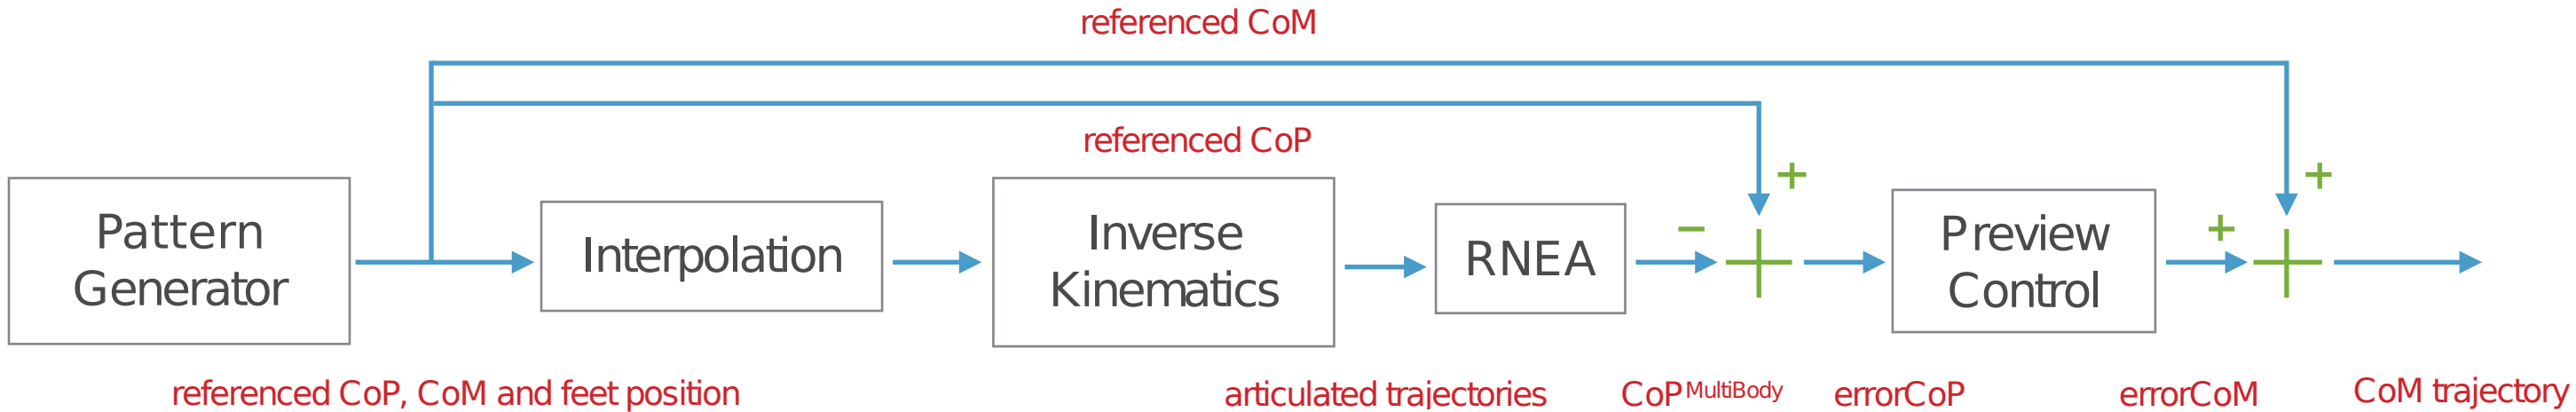 referenced CoM
referenced CoP
Pattern
Generator
Interpolation
Inverse
Kinematics
RNEA
−
+
Preview
Control
+
+
referenced CoP, CoM and feet position
articulated trajectories
CoP MultiBody
errorCoP
errorCoM
CoM trajectory